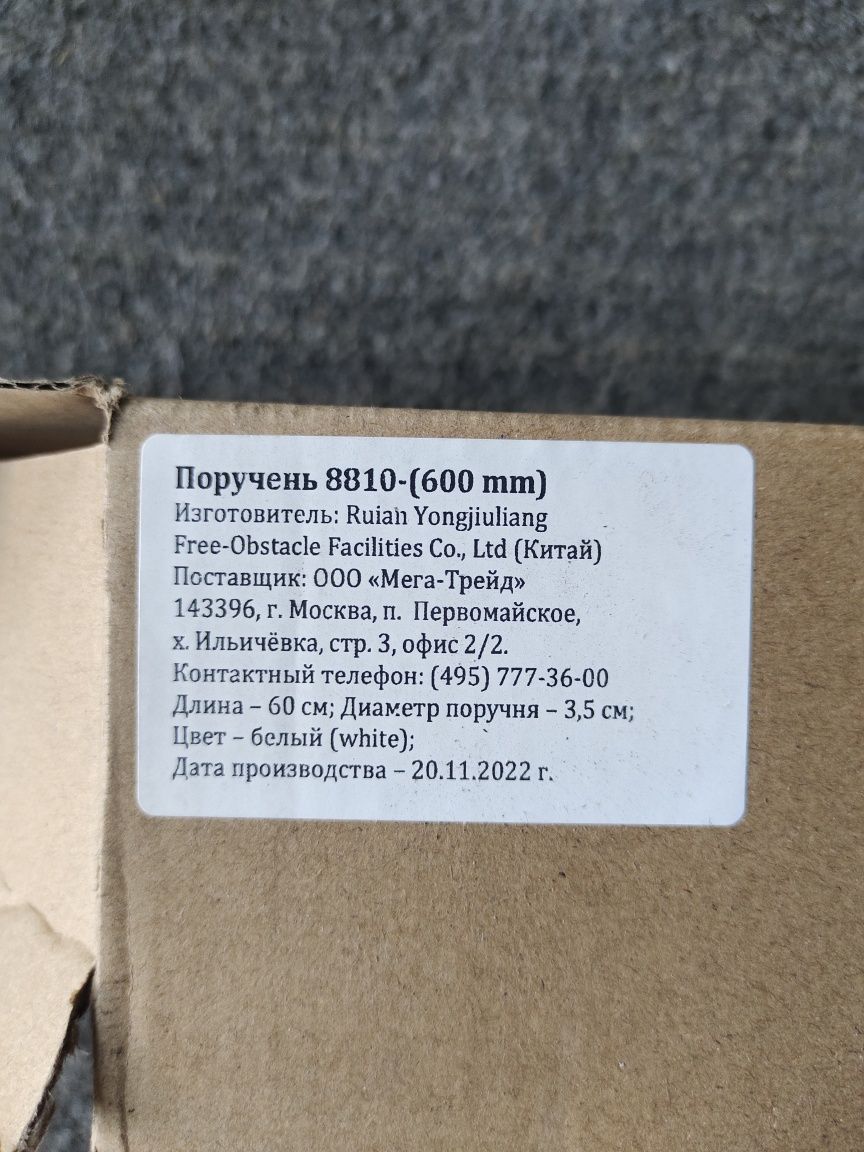 Поручень 8810-(600 mm)
Изготовитель: Ruian Yongjiuliang
Free-Obstacle Facilities Co., Ltd (Китай)
Поставщик: ООО «Мега-Трейд»
143396, г. Москва, п. Первомайское,
х. Ильичёвка, стр. 3, офис 2/2.
Контактный телефон: (495) 777-36-00
Длина – 60 см; Диаметр поручня – 3,5 см;
Цвет – белый (white);
Дата производства – 20.11.2022 г.